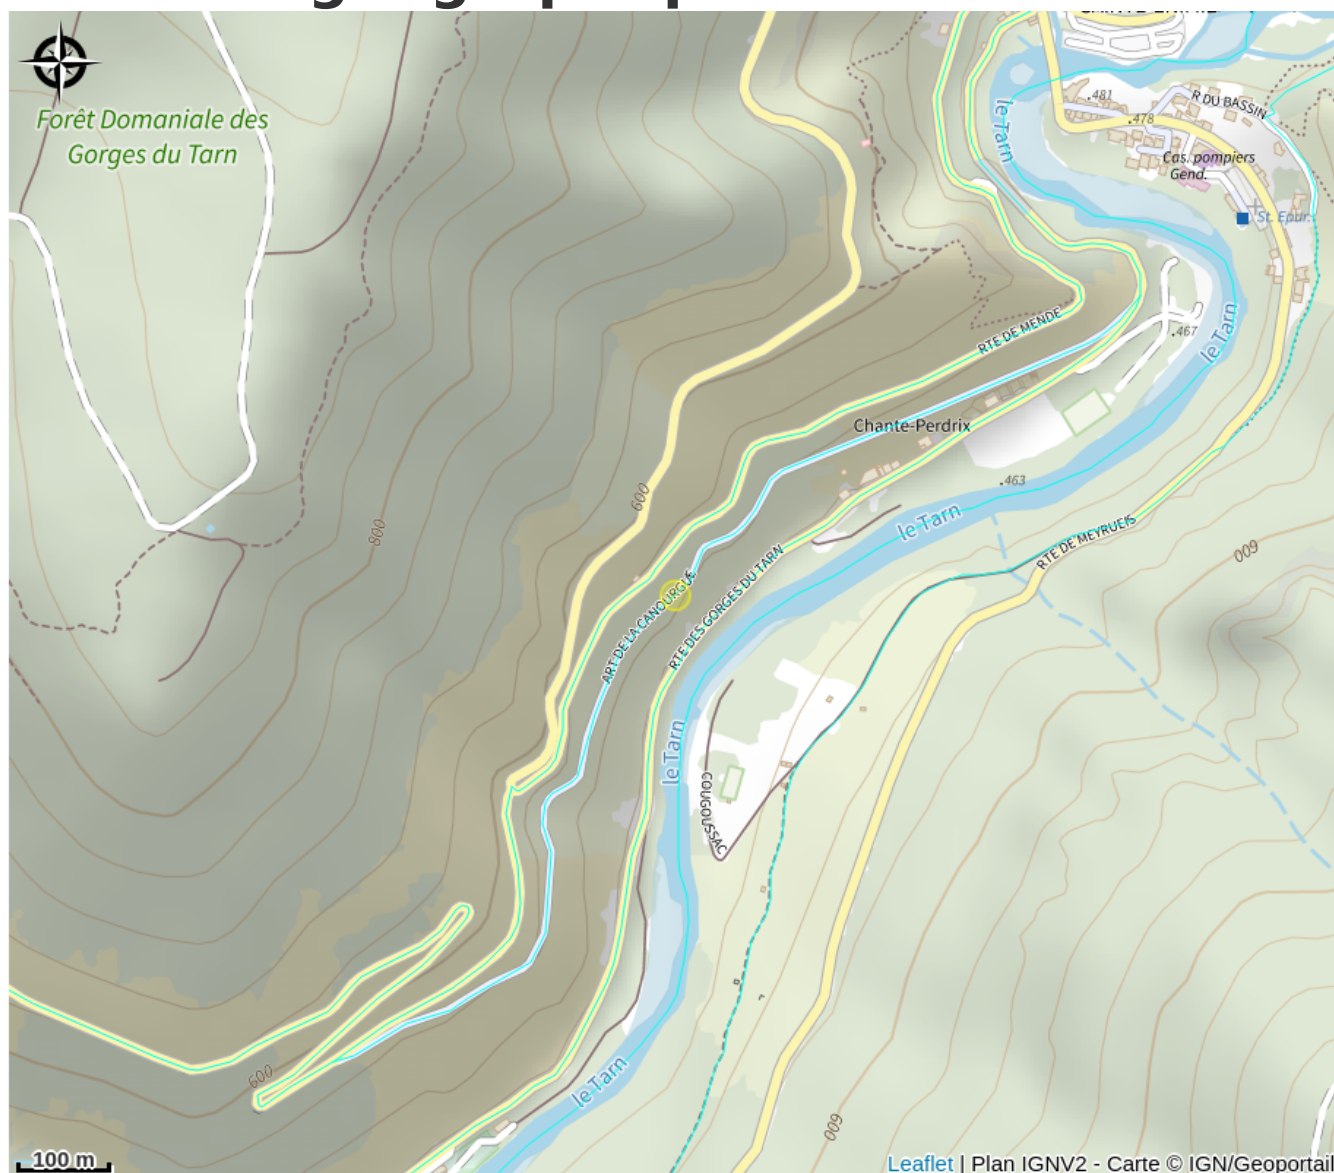 Forêt Domaniale des
Gorges du Tarn
le Tarn
.481
R DU BASSIN
.478
Cas. pompiers
Gend.
St. Epur.
le Tarn
.467
RTE DE MENDE
Chante-Perdrix
.463
le Tarn
600
800
RTE DE MEYRUEIS
600
ART DE LA CANOURGUE
RTE DES GORGES DU TARN
le Tarn
COUGOUSSAC
600
le Tarn
600
100 m
Leaflet | Plan IGNV2 - Carte © IGN/Geoportail